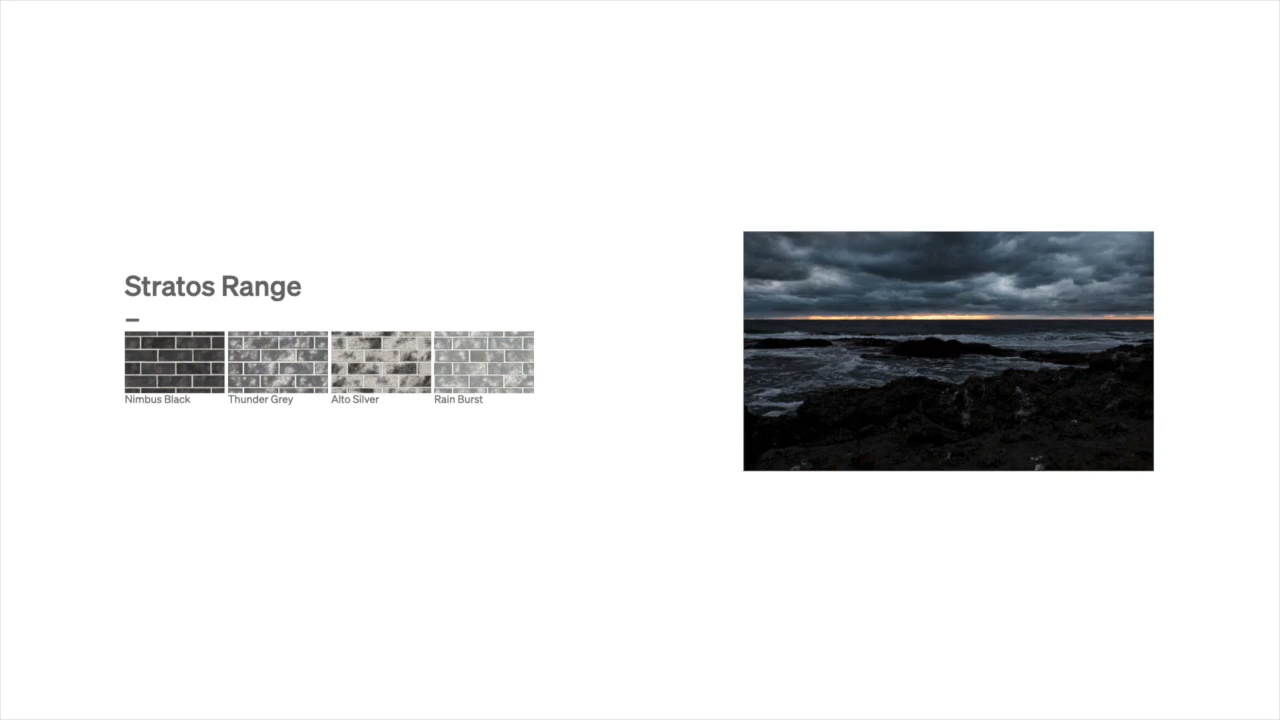 Stratos Range
–
Nimbus Black
Thunder Grey
Alto Silver
Rain Burst